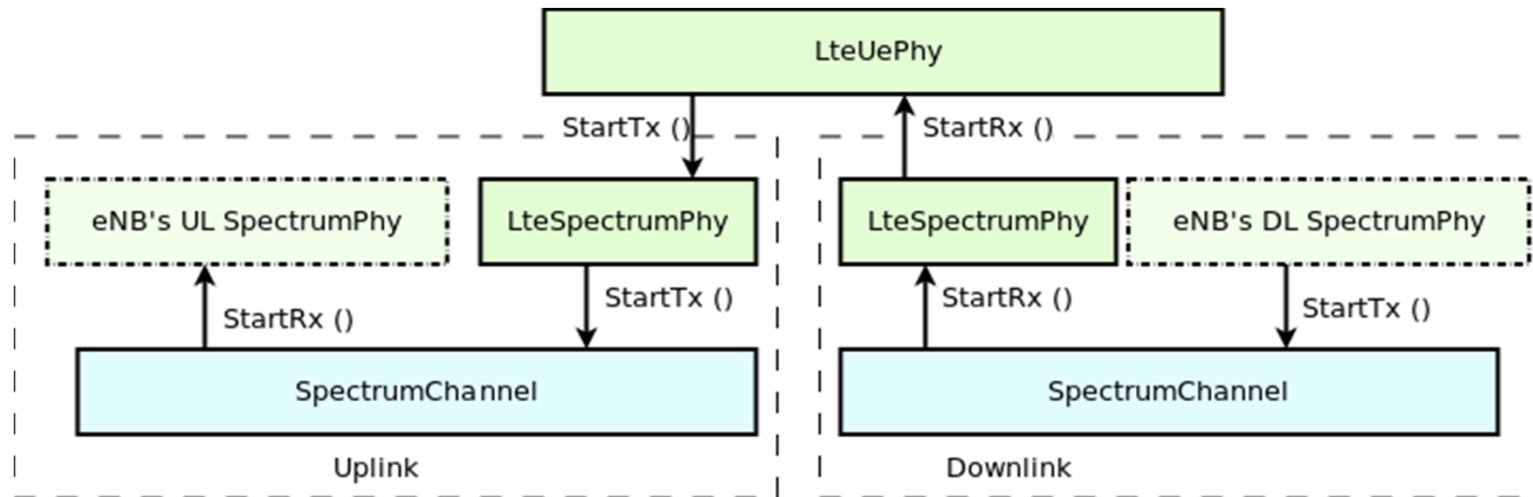 LteUePhy
StartTx ()
StartRx ()
eNB's UL SpectrumPhy
LteSpectrumPhy
LteSpectrumPhy
eNB's DL SpectrumPhy
StartRx ()
StartTx ()
StartRx ()
StartTx ()
SpectrumChannel
SpectrumChannel
Uplink
Downlink